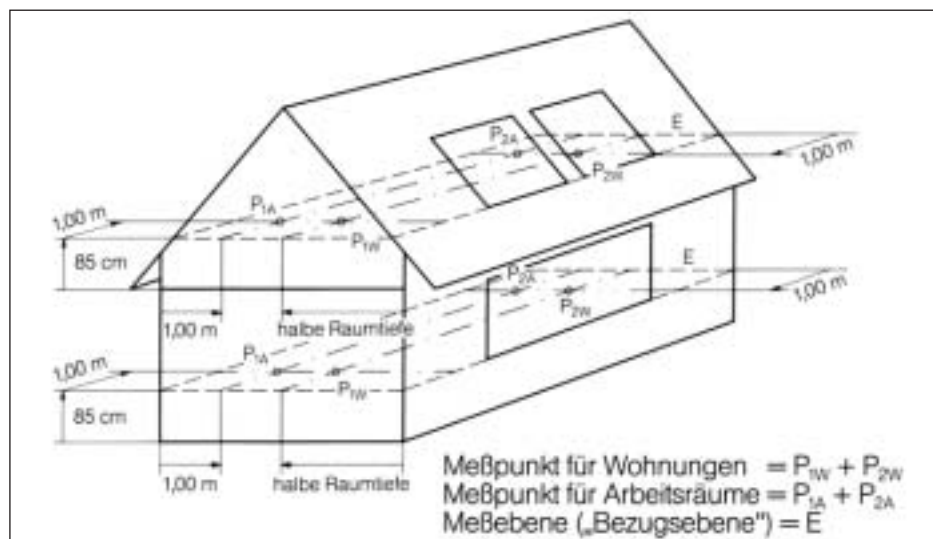 E
P2A
1,00 m
P2W
1,00 m
P1A
P1W
85 cm
E
P2A
P2W
1,00 m
1,00 m
halbe Raumtiefe
P1A
1,00 m
P1W
85 cm
1,00 m
halbe Raumtiefe
Meßpunkt für Wohnungen = P1W + P2W
Meßpunkt für Arbeitsräume = P1A + P2A
Meßebene („Bezugsebene") = E